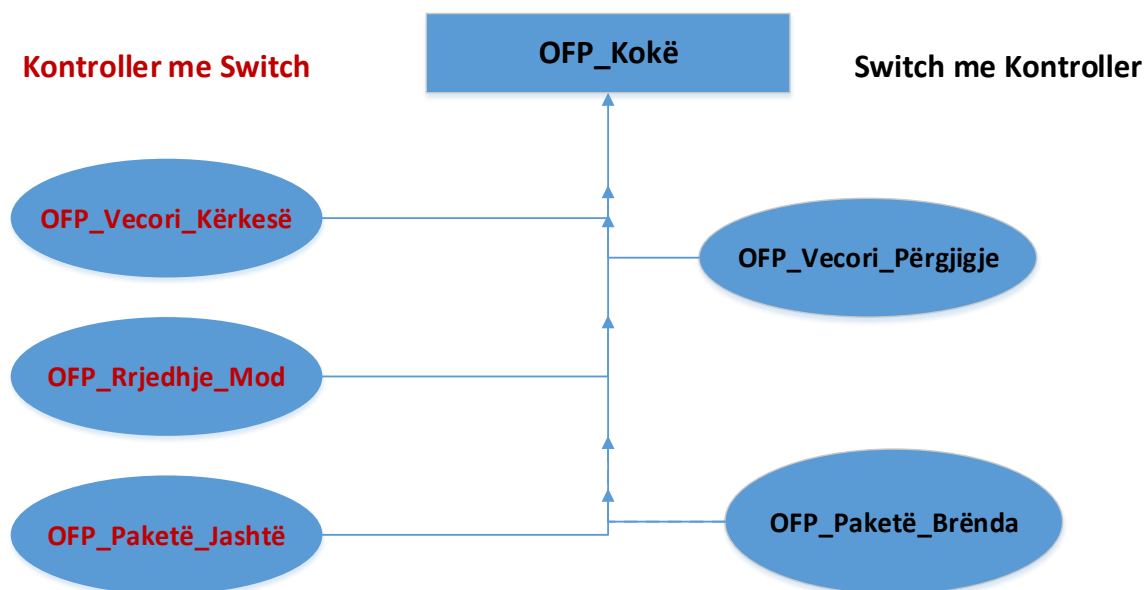 OFP_Kokë
Kontroller me Switch
Switch me Kontroller
OFP_Vecori_Kërkesë
OFP_Vecori_Përgjigje
OFP_Rrjedhje_Mod
OFP_Paketë_Jashtë
OFP_Paketë_Brënda